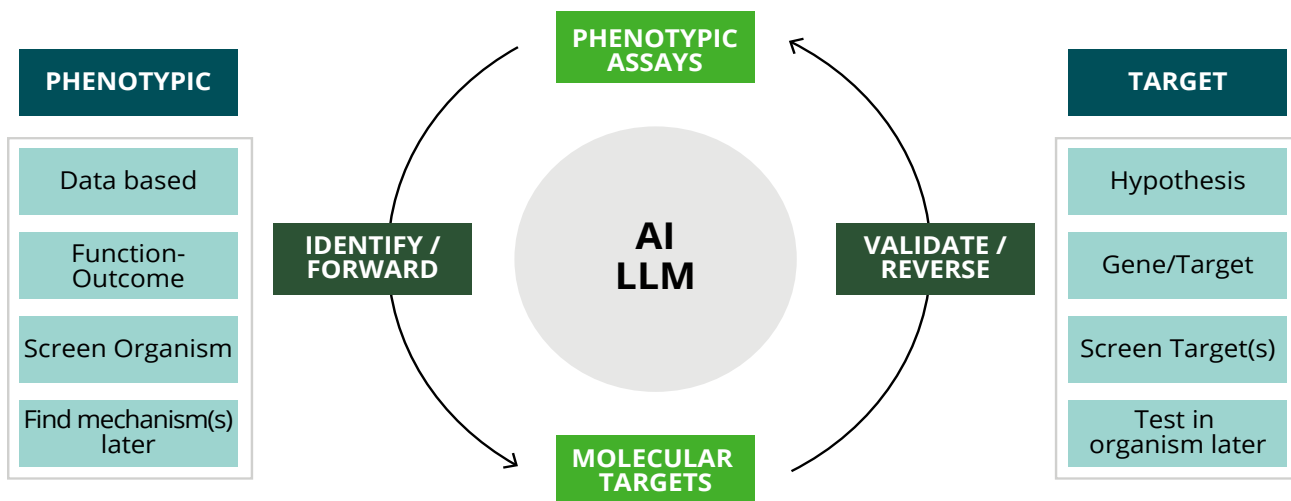 PHENOTYPIC
Data based
Function-
Outcome
Screen Organism
Find mechanism(s)
later
PHENOTYPIC
ASSAYS
IDENTIFY /
FORWARD
AI
LLM
VALIDATE /
REVERSE
MOLECULAR
TARGETS
TARGET
Hypothesis
Gene/Target
Screen Target(s)
Test in
organism later